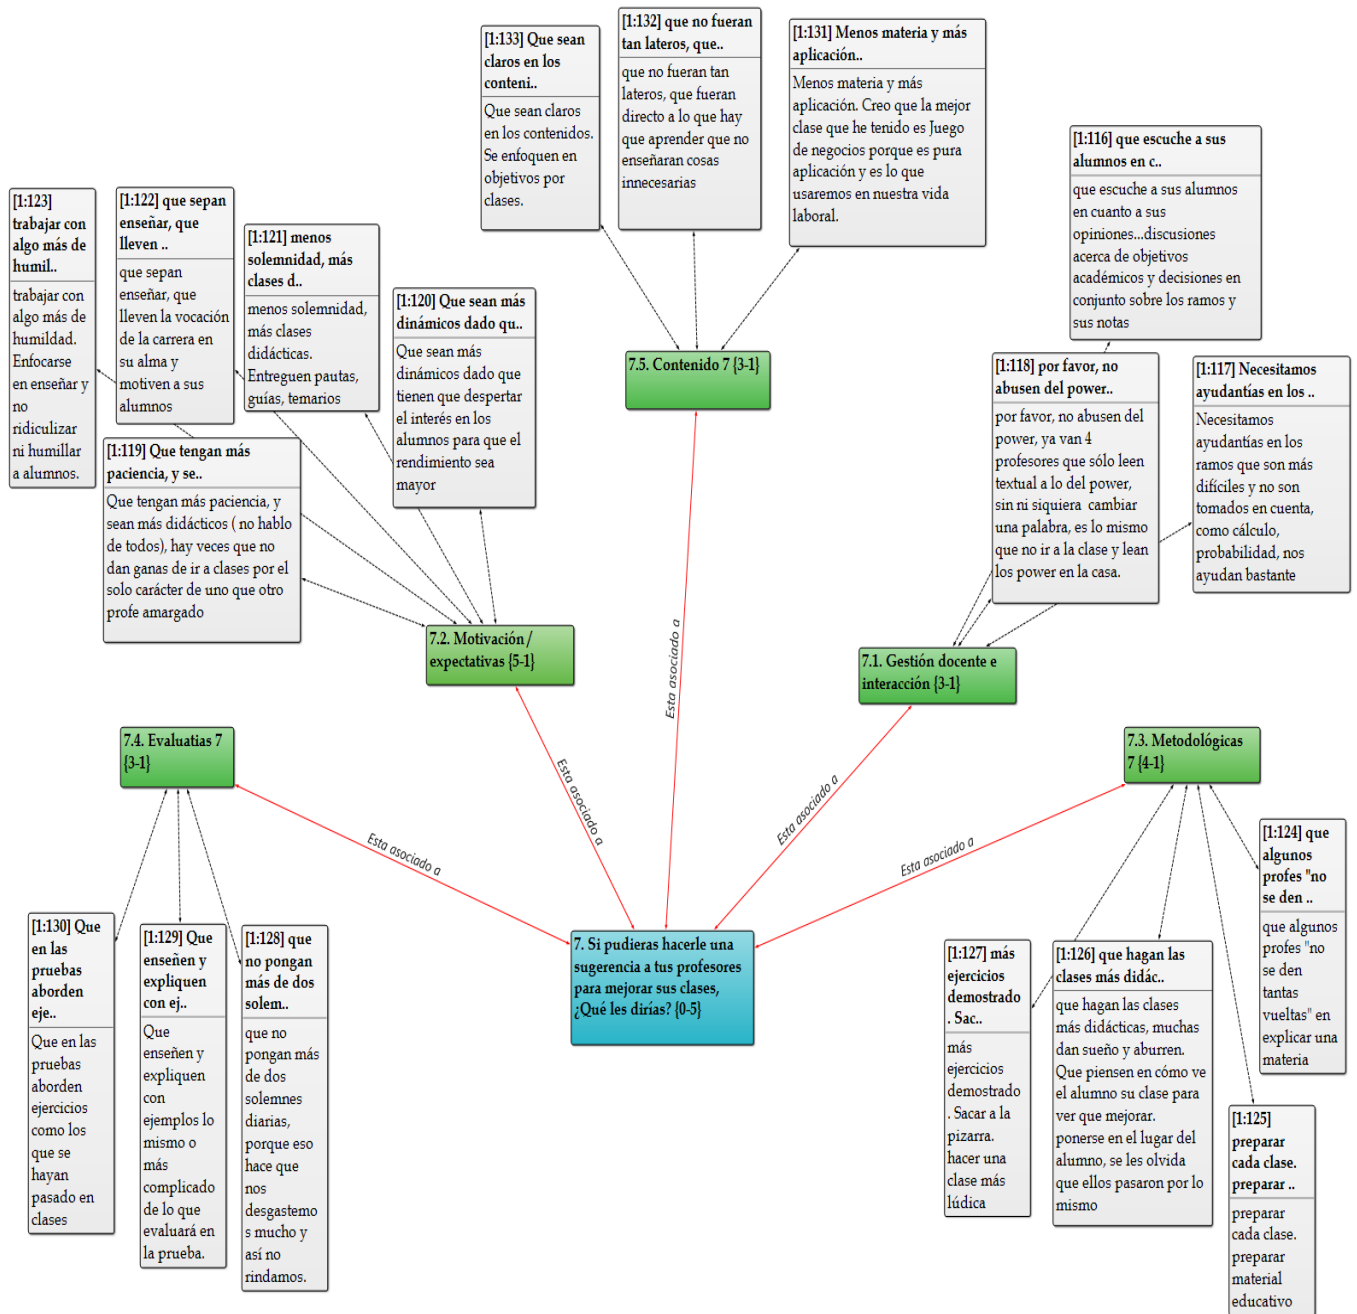 [1:133] Que sean
claros en los
conteni..
Que sean claros
en los contenidos.
Se enfoquen en
objetivos por
clases.
[1:132] que no fueran
tan lateros, que..
que no fueran tan
lateros, que fueran
directo a lo que hay
que aprender que no
enseñaran cosas
innecesarias
[1:131] Menos materia y más
aplicación..
Menos materia y más
aplicación. Creo que la mejor
clase que he tenido es Juego
de negocios porque es pura
aplicación y es lo que
usaremos en nuestra vida
laboral.
[1:116] que escuche a sus
alumnos en c..
que escuche a sus alumnos
en cuanto a sus
opiniones...discusiones
acerca de objetivos
académicos y decisiones en
conjunto sobre los ramos y
sus notas
[1:123]
trabajar con
algo más de
humil..
trabajar con
algo más de
humildad.
Enfocarse
en enseñar y
no
ridiculizar
ni humillar
a alumnos.
[1:122] que sepan
enseñar, que
lleven ..
que sepan
enseñar, que
lleven la vocación
de la carrera en
su alma y
motiven a sus
alumnos
[1:121] menos
solemnidad, más
clases d..
menos solemnidad,
más clases
didácticas.
Entreguen pautas,
guías, temarios
[1:120] Que sean más
dinámicos dado qu..
Que sean más
dinámicos dado que
tienen que despertar
el interés en los
alumnos para que el
rendimiento sea
mayor
7.5. Contenido 7 {3-1}
[1:118] por favor, no
abusen del power..
por favor, no abusen del
power, ya van 4
profesores que sólo leen
textual a lo del power,
sin ni siquiera cambiar
una palabra, es lo mismo
que no ir a la clase y lean
los power en la casa.
[1:117] Necesitamos
ayudantías en los ..
Necesitamos
ayudantías en los
ramos que son más
difíciles y no son
tomados en cuenta,
como cálculo,
probabilidad, nos
ayudan bastante
[1:119] Que tengan más
paciencia, y se..
Que tengan más paciencia, y
sean más didácticos ( no hablo
de todos), hay veces que no
dan ganas de ir a clases por el
solo carácter de uno que otro
profe amargado
7.2. Motivación/
expectativas {5-1}
7.1. Gestión docente e
interacción {3-1}
7.4. Evaluatias 7
{3-1}
7.3. Metodológicas
7 {4-1}
Esta asociado a
Esta asociado a
Esta asociado a
Esta asociado a
Esta asociado a
7. Si pudieras hacerle una
sugerencia a tus profesores
para mejorar sus clases,
¿Qué les dirías? {0-5}
[1:130] Que
en las
pruebas
aborden
eje..
Que en las
pruebas
aborden
ejercicios
como los
que se
hayan
pasado en
clases
[1:129] Que
enseñen y
expliquen
con ej..
Que
enseñen y
expliquen
con
ejemplos lo
mismo o
más
complicado
de lo que
evaluará en
la prueba.
[1:128] que
no pongan
más de dos
solem..
que no
pongan más
de dos
solemnes
diarias,
porque eso
hace que
nos
desgastemo
s mucho y
así no
rindamos.
[1:127] más
ejercicios
demostrado
. Sac..
más
ejercicios
demostrado
. Sacar a la
pizarra.
hacer una
clase más
lúdica
[1:126] que hagan las
clases más didác..
que hagan las clases
más didácticas, muchas
dan sueño y aburren.
Que piensen en cómo ve
el alumno su clase para
ver que mejorar.
ponerse en el lugar del
alumno, se les olvida
que ellos pasaron por lo
mismo
[1:124] que
algunos
profes "no
se den ..
que algunos
profes "no
se den
tantas
vueltas" en
explicar una
materia
[1:125]
preparar
cada clase.
preparar ..
preparar
cada clase.
preparar
material
educativo